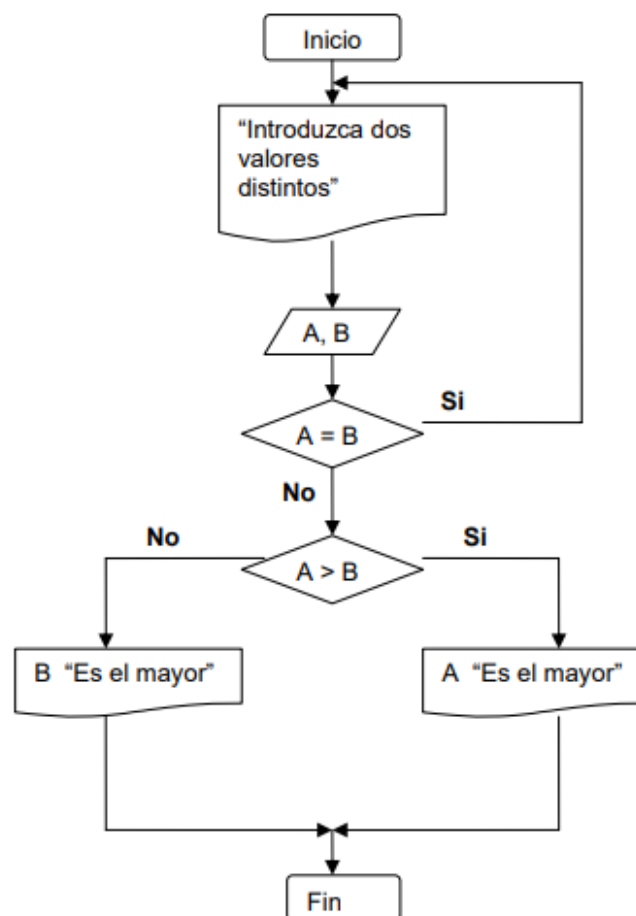 Inicio
“Introduzca dos
valores
distintos”
A, B
Si
A = B
No
No
Si
A > B
B “Es el mayor”
A “Es el mayor”
Fin